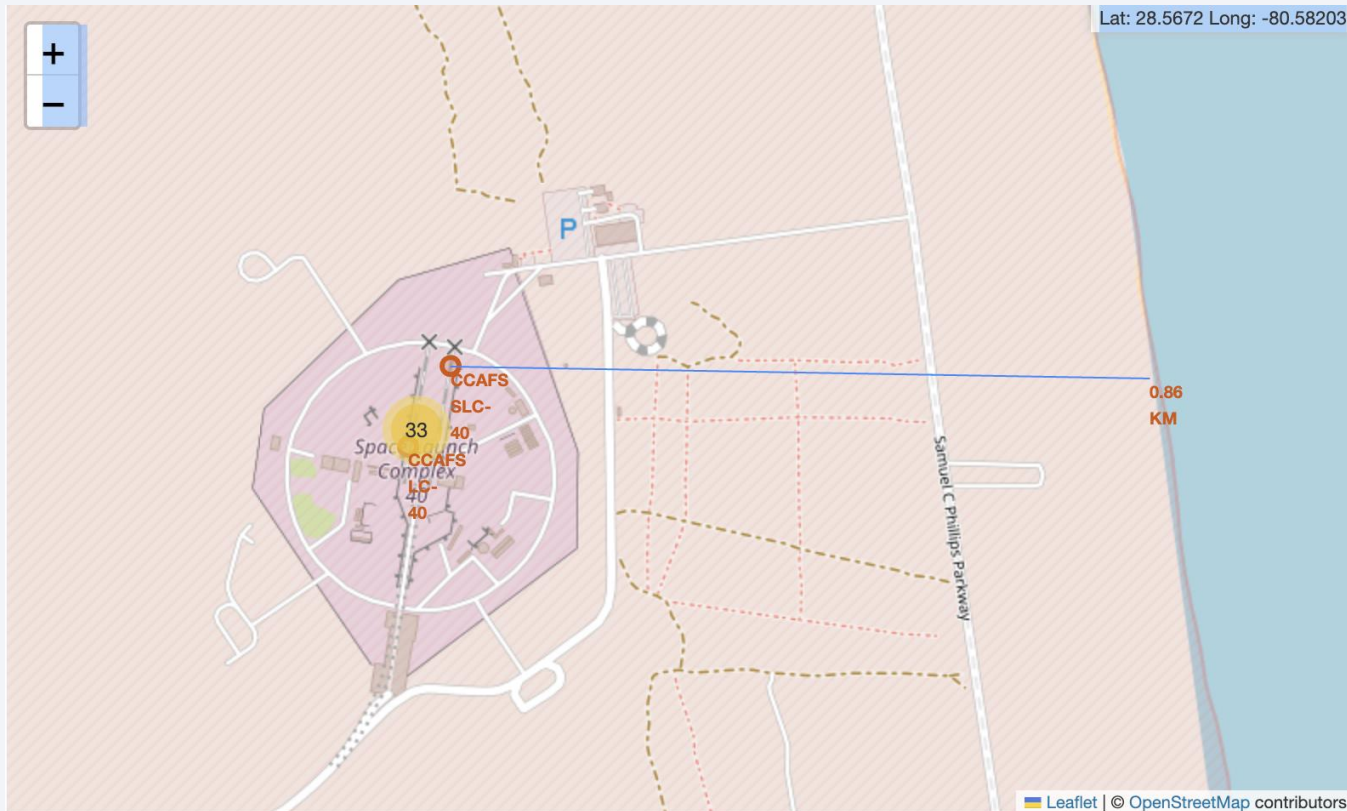 +
−
Lat: 28.5672 Long: -80.58203
P
CCAFS
SLC-
40
0.86
KM
33
Space Launch
Complex
40
CCAFS
LC-
40
Samuel C Phillips Parkway
Leaflet | © OpenStreetMap contributors